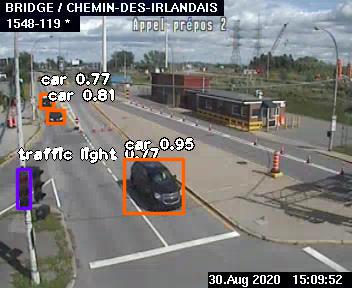 BRIDGE / CHEMIN-DES-IRLANDAIS
1548-119 *
Appel-prépos 2
car 0.77
car 0.81
car 0.95
traffic light 0.77
30.Aug 2020 15:09:52